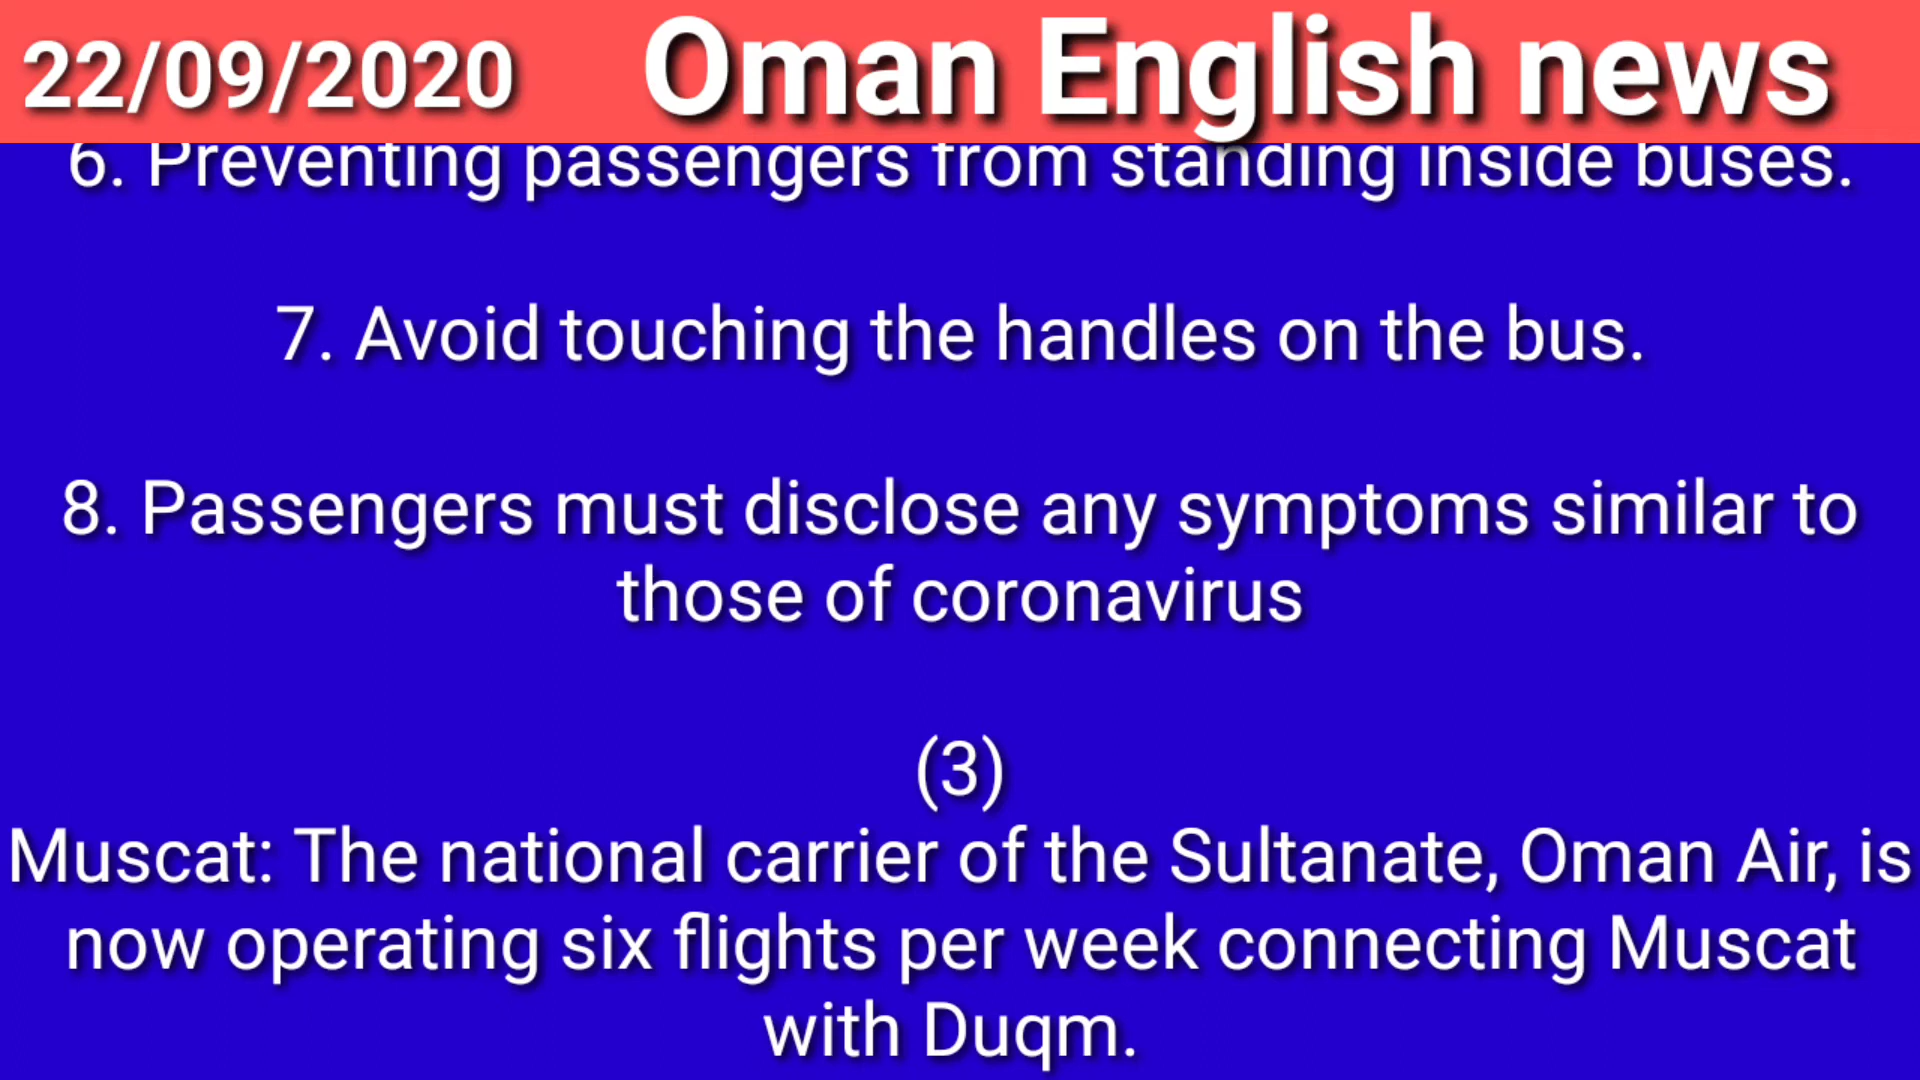 22/09/2020 Oman English news
6. Preventing passengers from standing inside buses.
7. Avoid touching the handles on the bus.
8. Passengers must disclose any symptoms similar to
those of coronavirus
(3)
Muscat: The national carrier of the Sultanate, Oman Air, is
now operating six flights per week connecting Muscat
with Duqm.